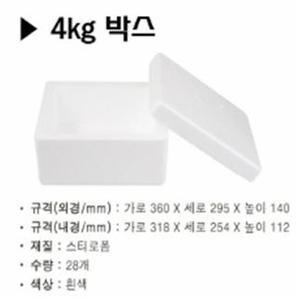 ▶ 4kg 박스
• 규격(외경/mm) : 가로 360 X 세로 295 X 높이 140
• 규격(내경/mm) : 가로 318 X 세로 254 X 높이 112
• 재질 : 스티로폼
• 수량 : 28개
• 색상 : 흰색